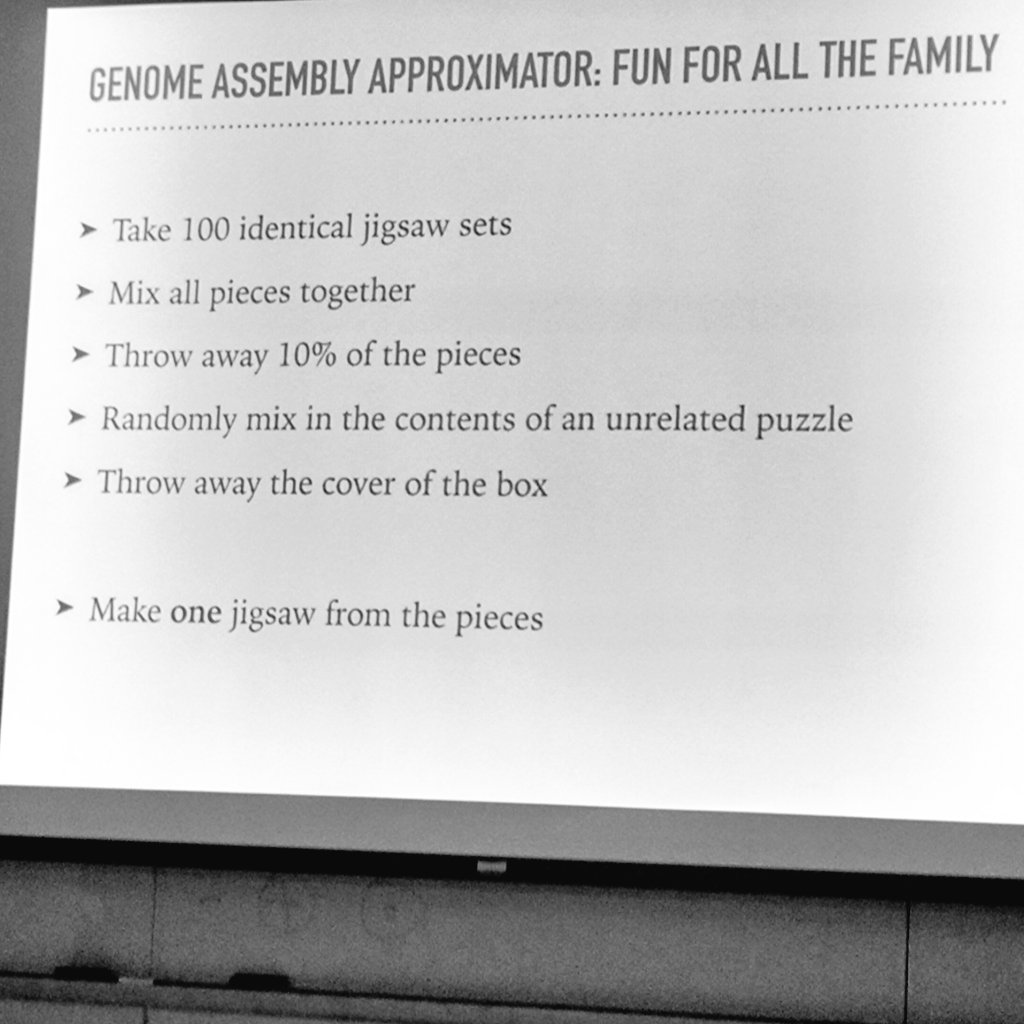 GENOME ASSEMBLY APPROXIMATOR: FUN FOR ALL THE FAMILY
➤ Take 100 identical jigsaw sets
➤ Mix all pieces together
➤ Throw away 10% of the pieces
➤ Randomly mix in the contents of an unrelated puzzle
➤ Throw away the cover of the box
➤ Make one jigsaw from the pieces